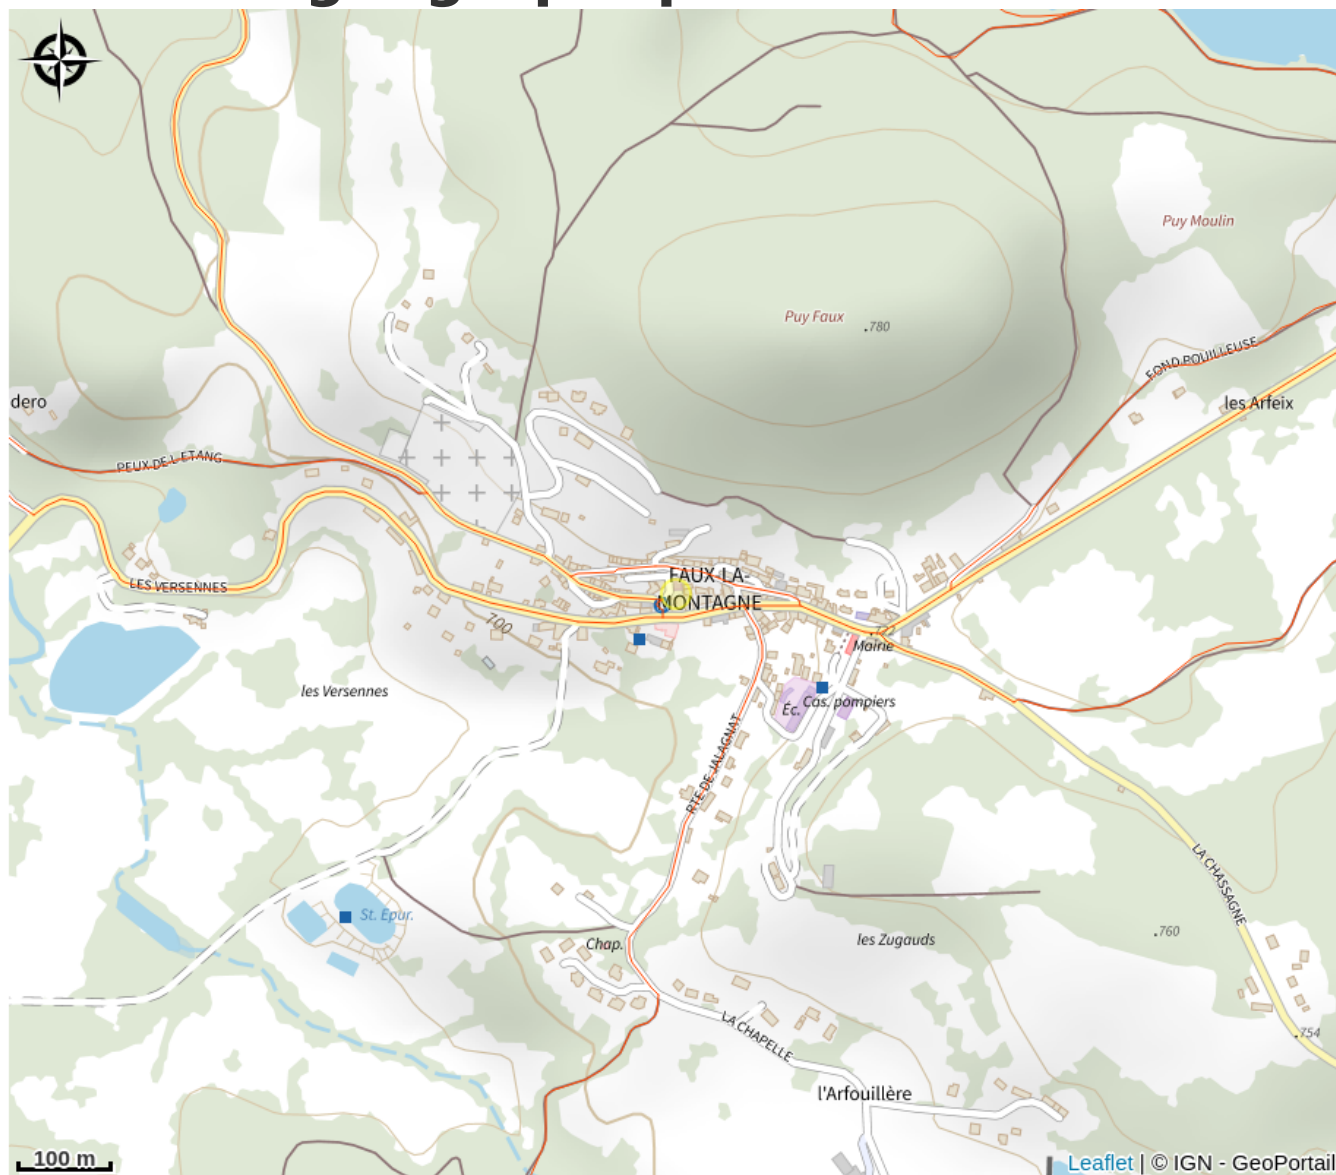 Puy Moulin
Puy Faux
.780
FOND POUILLEUSE
dero
les Arfeix
PEUX DE L'ETANG
FAUX-LA-
MONTAGNE
LES VERSENNES
700
Mairie
les Versennes
Éc.
Cas. pompiers
RTE DE JALAGNAT
LA CHASSAGNE
St. Epur.
Chap.
les Zugauds
.760
LA CHAPELLE
.754
l'Arfouillère
100 m
Leaflet | © IGN - GeoPortail